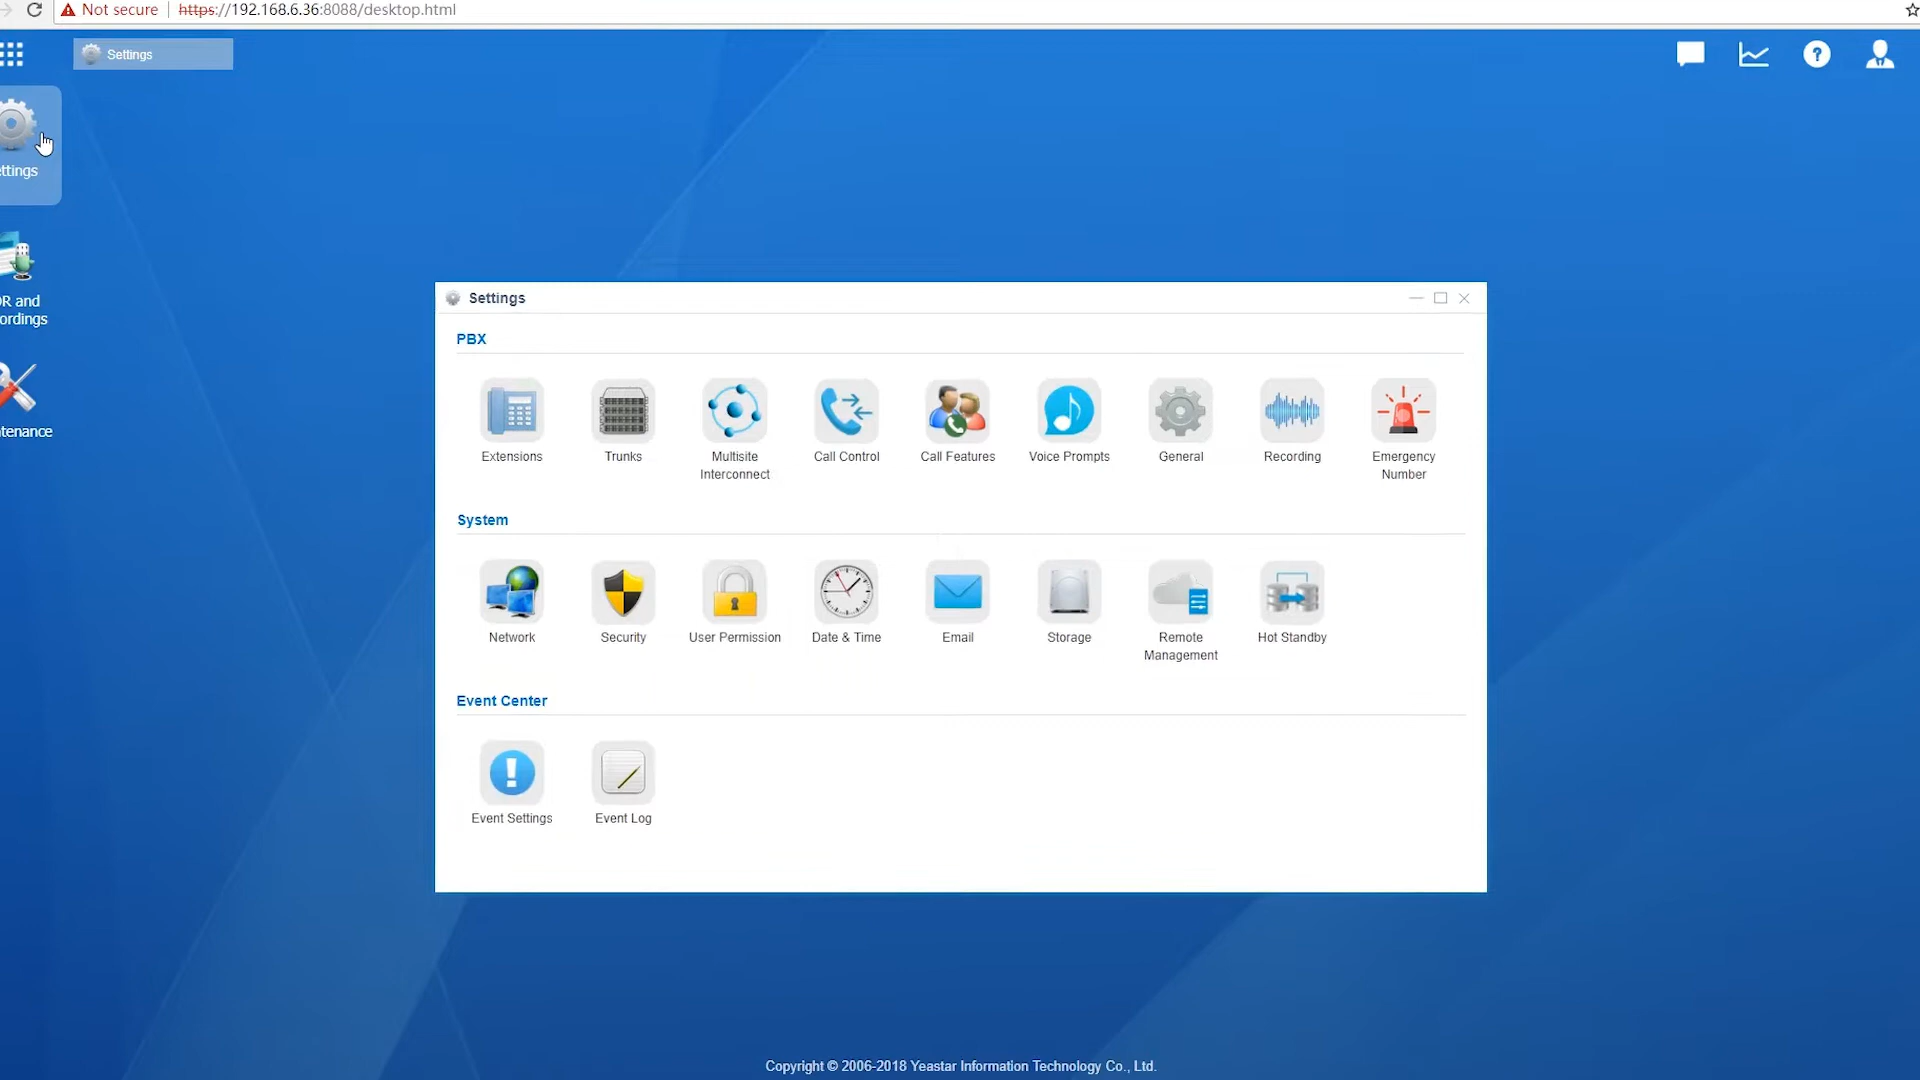 Not secure https://192.168.6.36:8088/desktop.html
Settings
ttings
R and
ordings
tenance
Settings
PBX
Extensions
Trunks
Multisite
Interconnect
Call Control
Call Features
Voice Prompts
General
Recording
Emergency
Number
System
Network
Security
User Permission
Date & Time
Email
Storage
Remote
Management
Hot Standby
Event Center
Event Settings
Event Log
Copyright © 2006-2018 Yeastar Information Technology Co., Ltd.